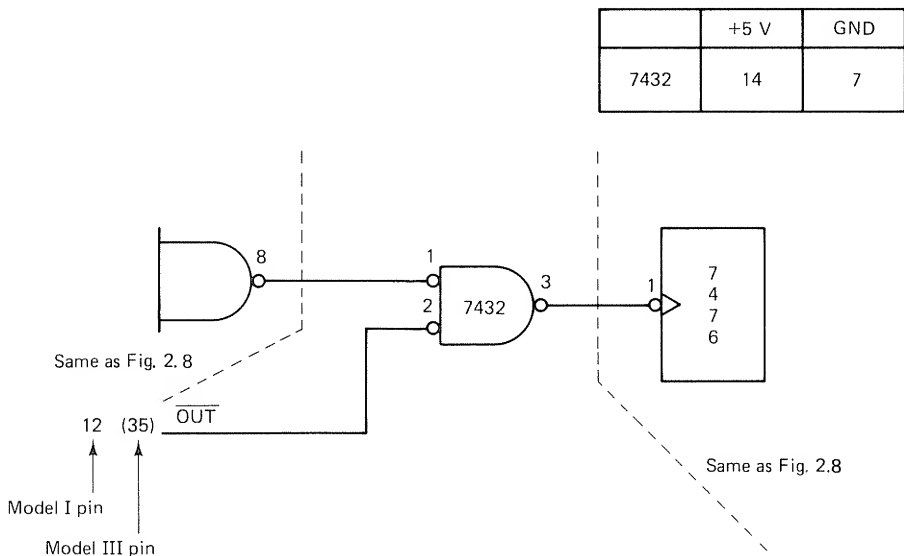 +5 V GND
7432 14 7
8
1
2
7432
3
1
7
4
7
6
Same as Fig. 2.8
12 (35) OUT
Same as Fig. 2.8
Model I pin
Model III pin